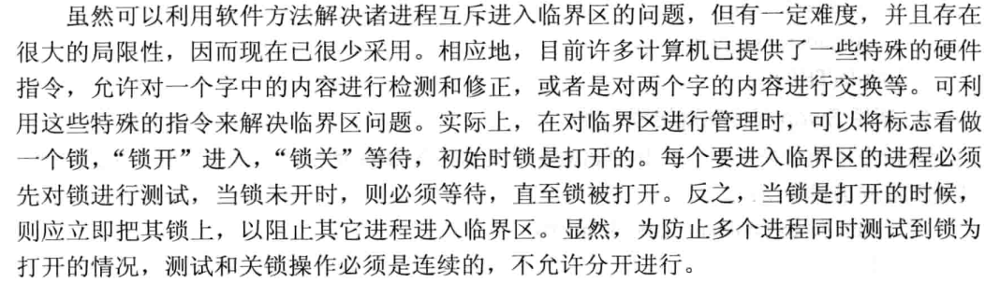 虽然可以利用软件方法解决诸进程互斥进入临界区的问题，但有一定难度，并且存在
很大的局限性，因而现在已很少采用。相应地，目前许多计算机已提供了一些特殊的硬件
指令，允许对一个字中的内容进行检测和修正，或者是对两个字的内容进行交换等。可利
用这些特殊的指令来解决临界区问题。实际上，在对临界区进行管理时，可以将标志看做
一个锁，“锁开”进入，“锁关”等待，初始时锁是打开的。每个要进入临界区的进程必须
先对锁进行测试，当锁未开时，则必须等待，直至锁被打开。反之，当锁是打开的时候，
则应立即把其锁上，以阻止其它进程进入临界区。显然，为防止多个进程同时测试到锁为
打开的情况，测试和关锁操作必须是连续的，不允许分开进行。